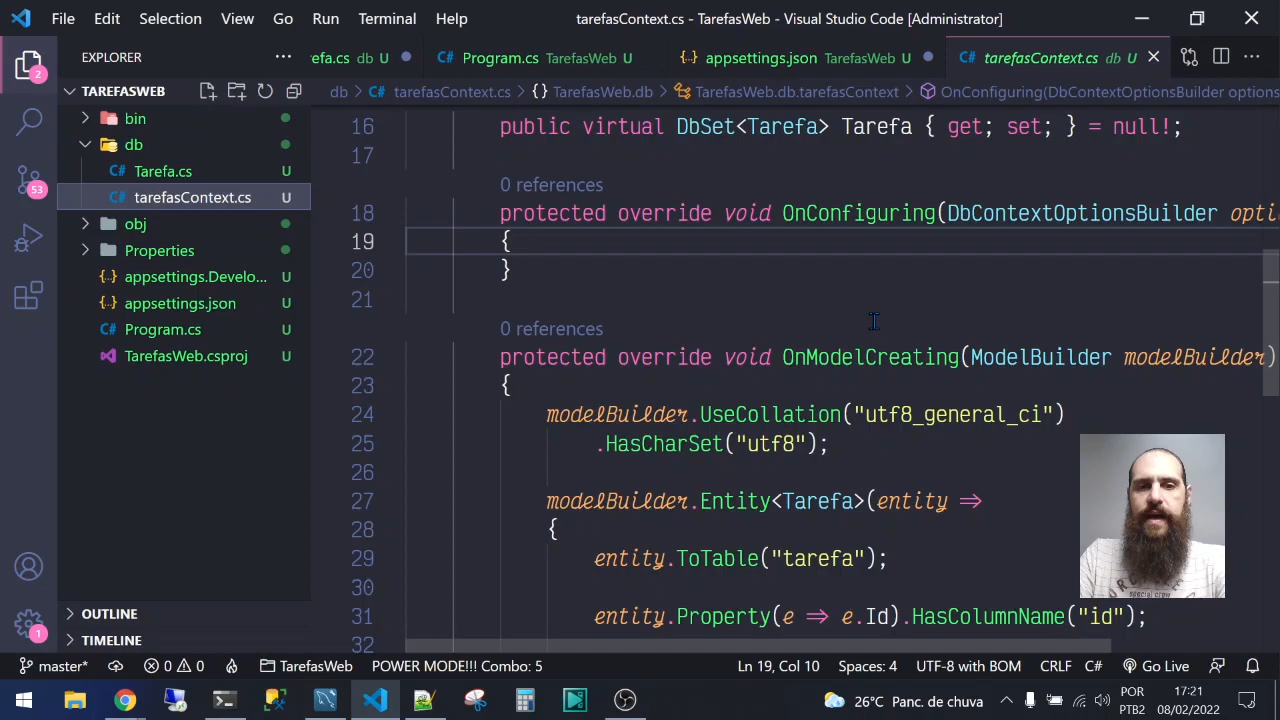 File Edit Selection View Go Run Terminal Help tarefasContext.cs - TarefasWeb - Visual Studio Code [Administrator]
EXPLORER
refa.cs db U
Program.cs TarefasWeb U
appsettings.json TarefasWeb U
tarefasContext.cs db U
2
TAREFASWEB
db > tarefasContext.cs > {} TarefasWeb.db > TarefasWeb.db.tarefasContext > OnConfiguring(DbContextOptionsBuilder options
bin
db
Tarefa.cs U
tarefasContext.cs U
obj
Properties
appsettings.Develo... U
appsettings.json U
Program.cs U
TarefasWeb.csproj U
53
OUTLINE
TIMELINE
1
16 public virtual DbSet<Tarefa> Tarefa { get; set; } = null!;
17
0 references
18 protected override void OnConfiguring(DbContextOptionsBuilder opti
19 {
20 }
21
0 references
22 protected override void OnModelCreating(ModelBuilder modelBuilder)
23 {
24 modelBuilder.UseCollation("utf8_general_ci")
25 .HasCharSet("utf8");
26
27 modelBuilder.Entity<Tarefa>(entity =>
28 {
29 entity.ToTable("tarefa");
30
31 entity.Property(e => e.Id).HasColumnName("id");
32
master* 0 0 TarefasWeb POWER MODE!!! Combo: 5 Ln 19, Col 10 Spaces: 4 UTF-8 with BOM CRLF C# Go Live
26°C Panc. de chuva
POR
PTB2
17:21
08/02/2022